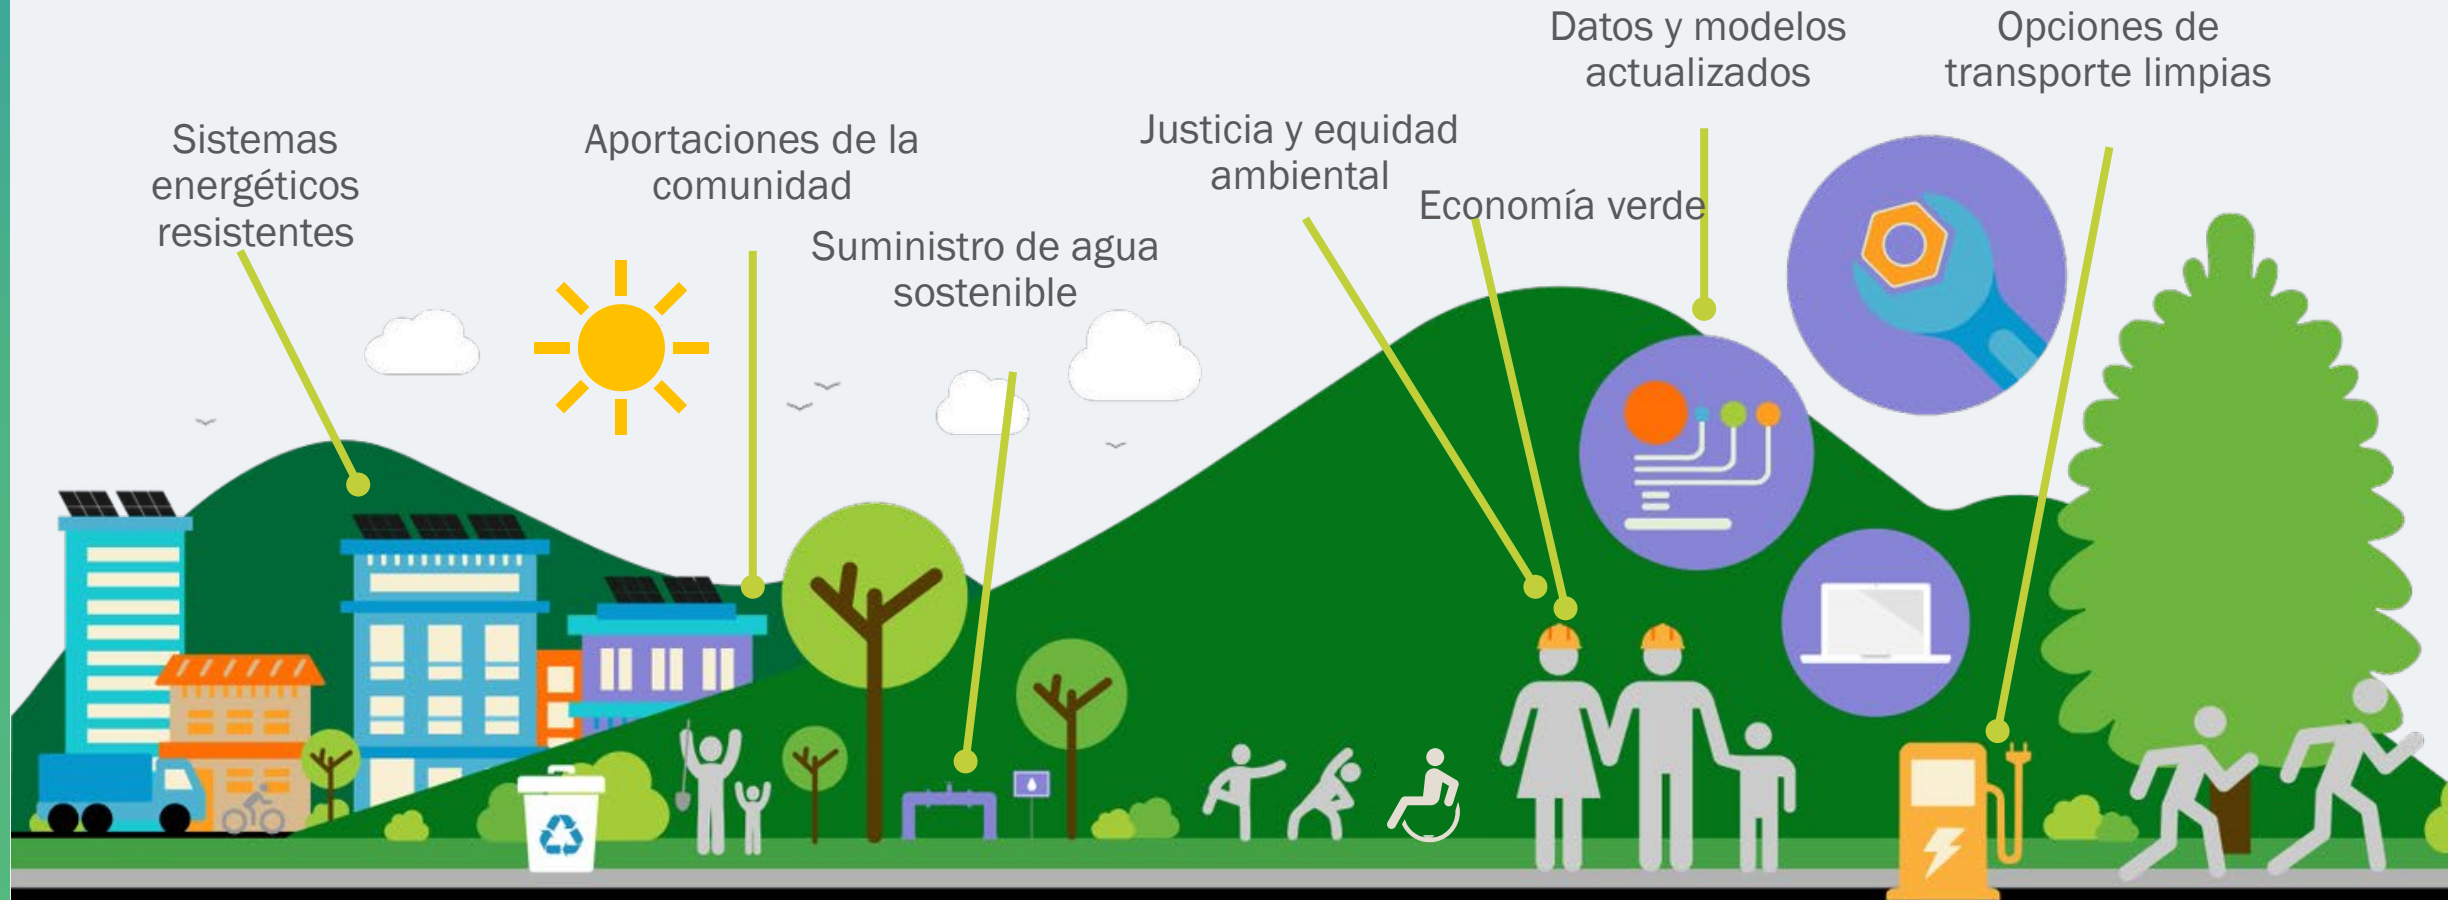 Sistemas
energéticos
resistentes
Aportaciones de la
comunidad
Suministro de agua
sostenible
Justicia y equidad
ambiental
Economía verde
Datos y modelos
actualizados
Opciones de
transporte limpias